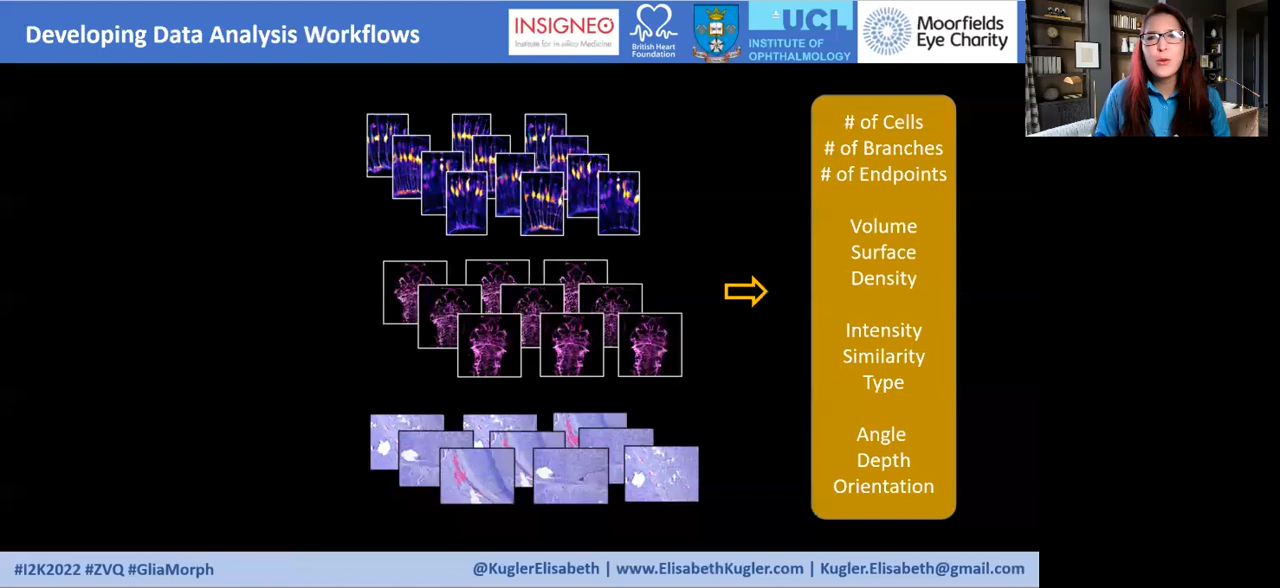 Developing Data Analysis Workflows
INSIGNEO
Institute for in silico Medicine
British Heart
Foundation
UCL
INSTITUTE OF
OPHTHALMOLOGY
Moorfields
Eye Charity
# of Cells
# of Branches
# of Endpoints
Volume
Surface
Density
Intensity
Similarity
Type
Angle
Depth
Orientation
#I2K2022 #ZVQ #GliaMorph
@KuglerElisabeth | www.ElisabethKugler.com | Kugler.Elisabeth@gmail.com